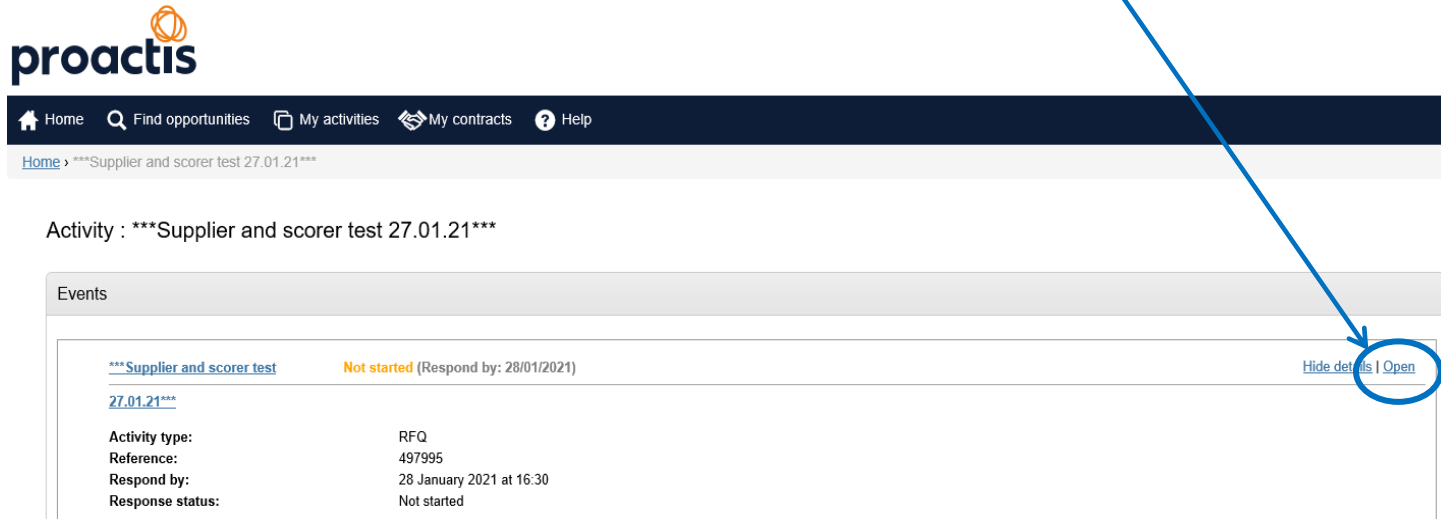 proactis
Home Find opportunities My activities My contracts ? Help
Home › ***Supplier and scorer test 27.01.21***
Activity : ***Supplier and scorer test 27.01.21***
Events
***Supplier and scorer test Not started (Respond by: 28/01/2021) Hide details | Open
27.01.21***
Activity type: RFQ
Reference: 497995
Respond by: 28 January 2021 at 16:30
Response status: Not started